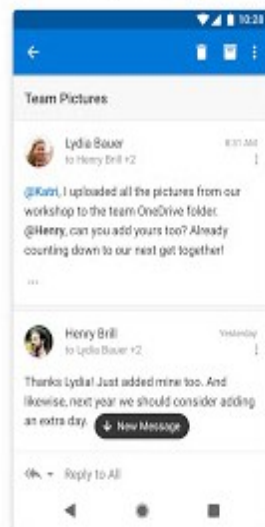 10:28
Team Pictures
Lydia Bauer
8:31 AM
to Henry Brill +2
@Katri, I uploaded all the pictures from our
workshop to the team OneDrive folder.
@Henry, can you add yours too? Already
counting down to our next get together!
...
Henry Brill
Yesterday
to Lydia Bauer +2
Thanks Lydia! Just added mine too. And
likewise, next year we should consider adding
an extra day.
New Message
Reply to All